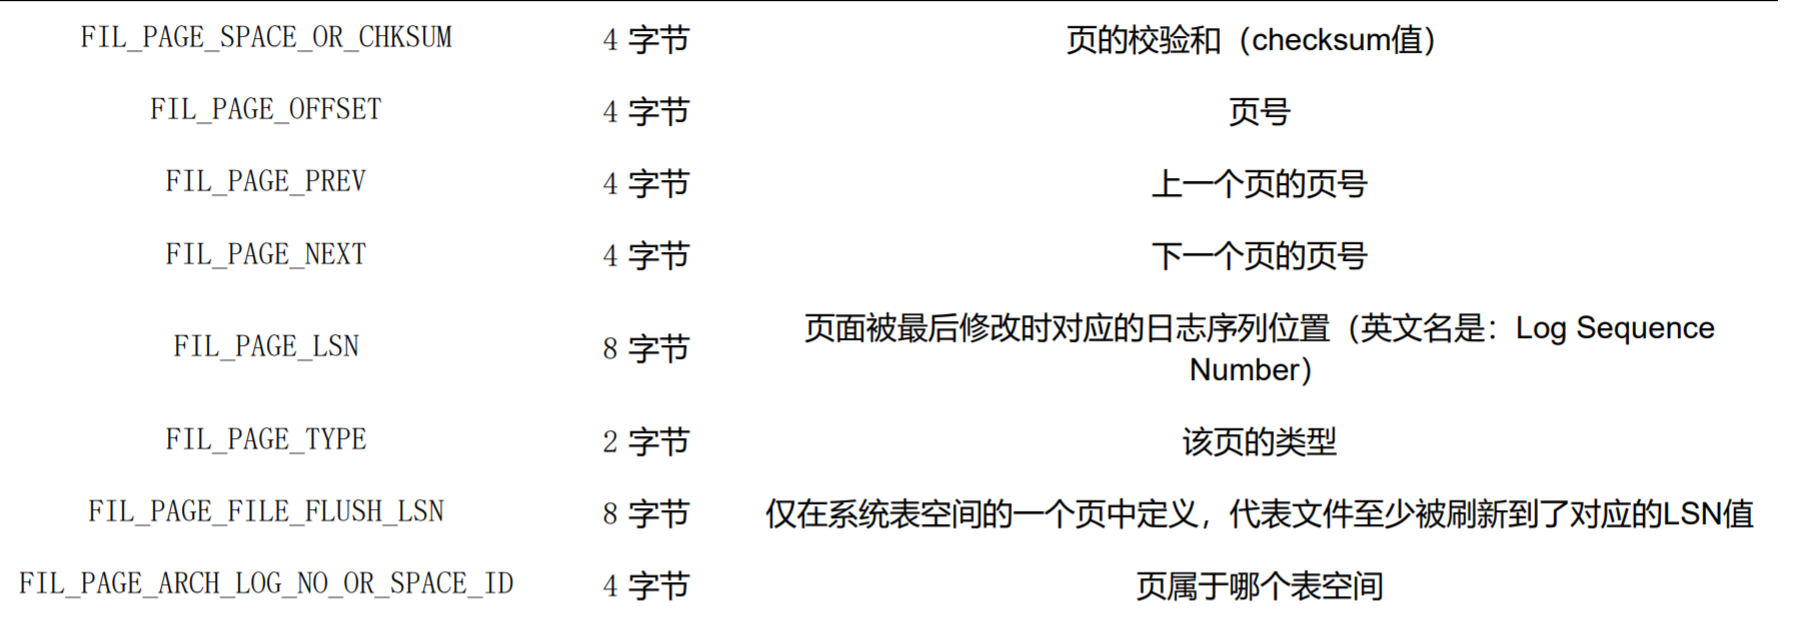 FIL_PAGE_SPACE_OR_CHKSUM 4 字节 页的校验和（checksum值）
FIL_PAGE_OFFSET 4 字节 页号
FIL_PAGE_PREV 4 字节 上一个页的页号
FIL_PAGE_NEXT 4 字节 下一个页的页号
FIL_PAGE_LSN 8 字节 页面被最后修改时对应的日志序列位置（英文名是：Log Sequence
Number）
FIL_PAGE_TYPE 2 字节 该页的类型
FIL_PAGE_FILE_FLUSH_LSN 8 字节 仅在系统表空间的一个页中定义，代表文件至少被刷新到了对应的LSN值
FIL_PAGE_ARCH_LOG_NO_OR_SPACE_ID 4 字节 页属于哪个表空间